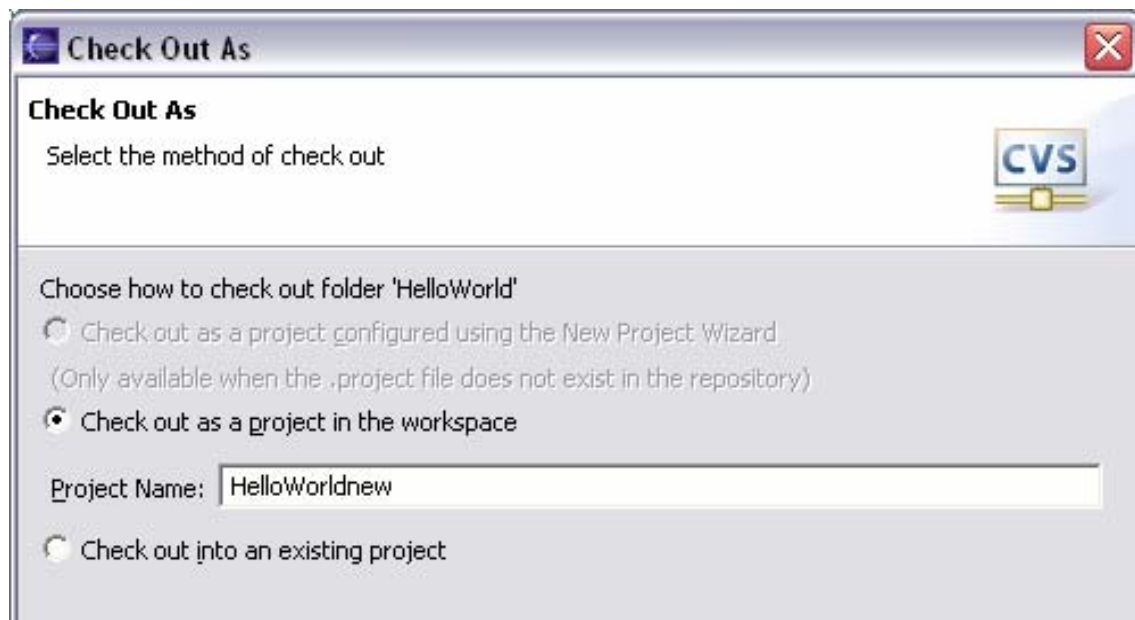 Check Out As
Check Out As
Select the method of check out
CVS
Choose how to check out folder 'HelloWorld'
Check out as a project configured using the New Project Wizard
(Only available when the .project file does not exist in the repository)
Check out as a project in the workspace
Project Name: HelloWorldnew
Check out into an existing project